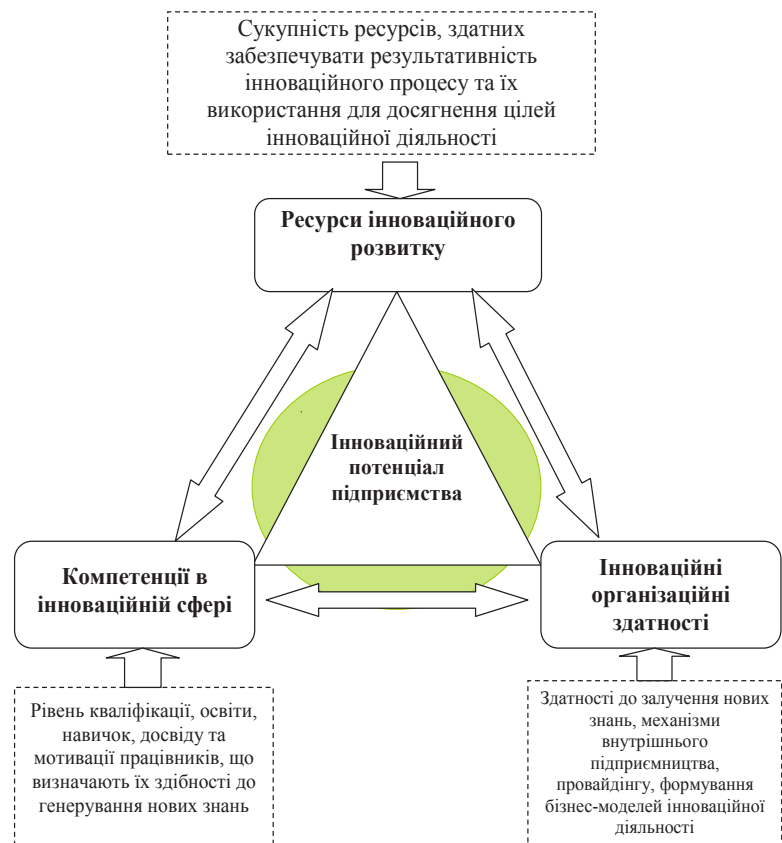 Сукупність ресурсів, здатних
забезпечувати результативність
інноваційного процесу та їх
використання для досягнення цілей
інноваційної діяльності
Ресурси інноваційного
розвитку
Інноваційний
потенціал
підприємства
Компетенції в
інноваційній сфері
Інноваційні
організаційні
здатності
Рівень кваліфікації, освіти,
навичок, досвіду та
мотивації працівників, що
визначають їх здібності до
генерування нових знань
Здатності до залучення нових
знань, механізми
внутрішнього
підприємництва,
провайдінгу, формування
бізнес-моделей інноваційної
діяльності